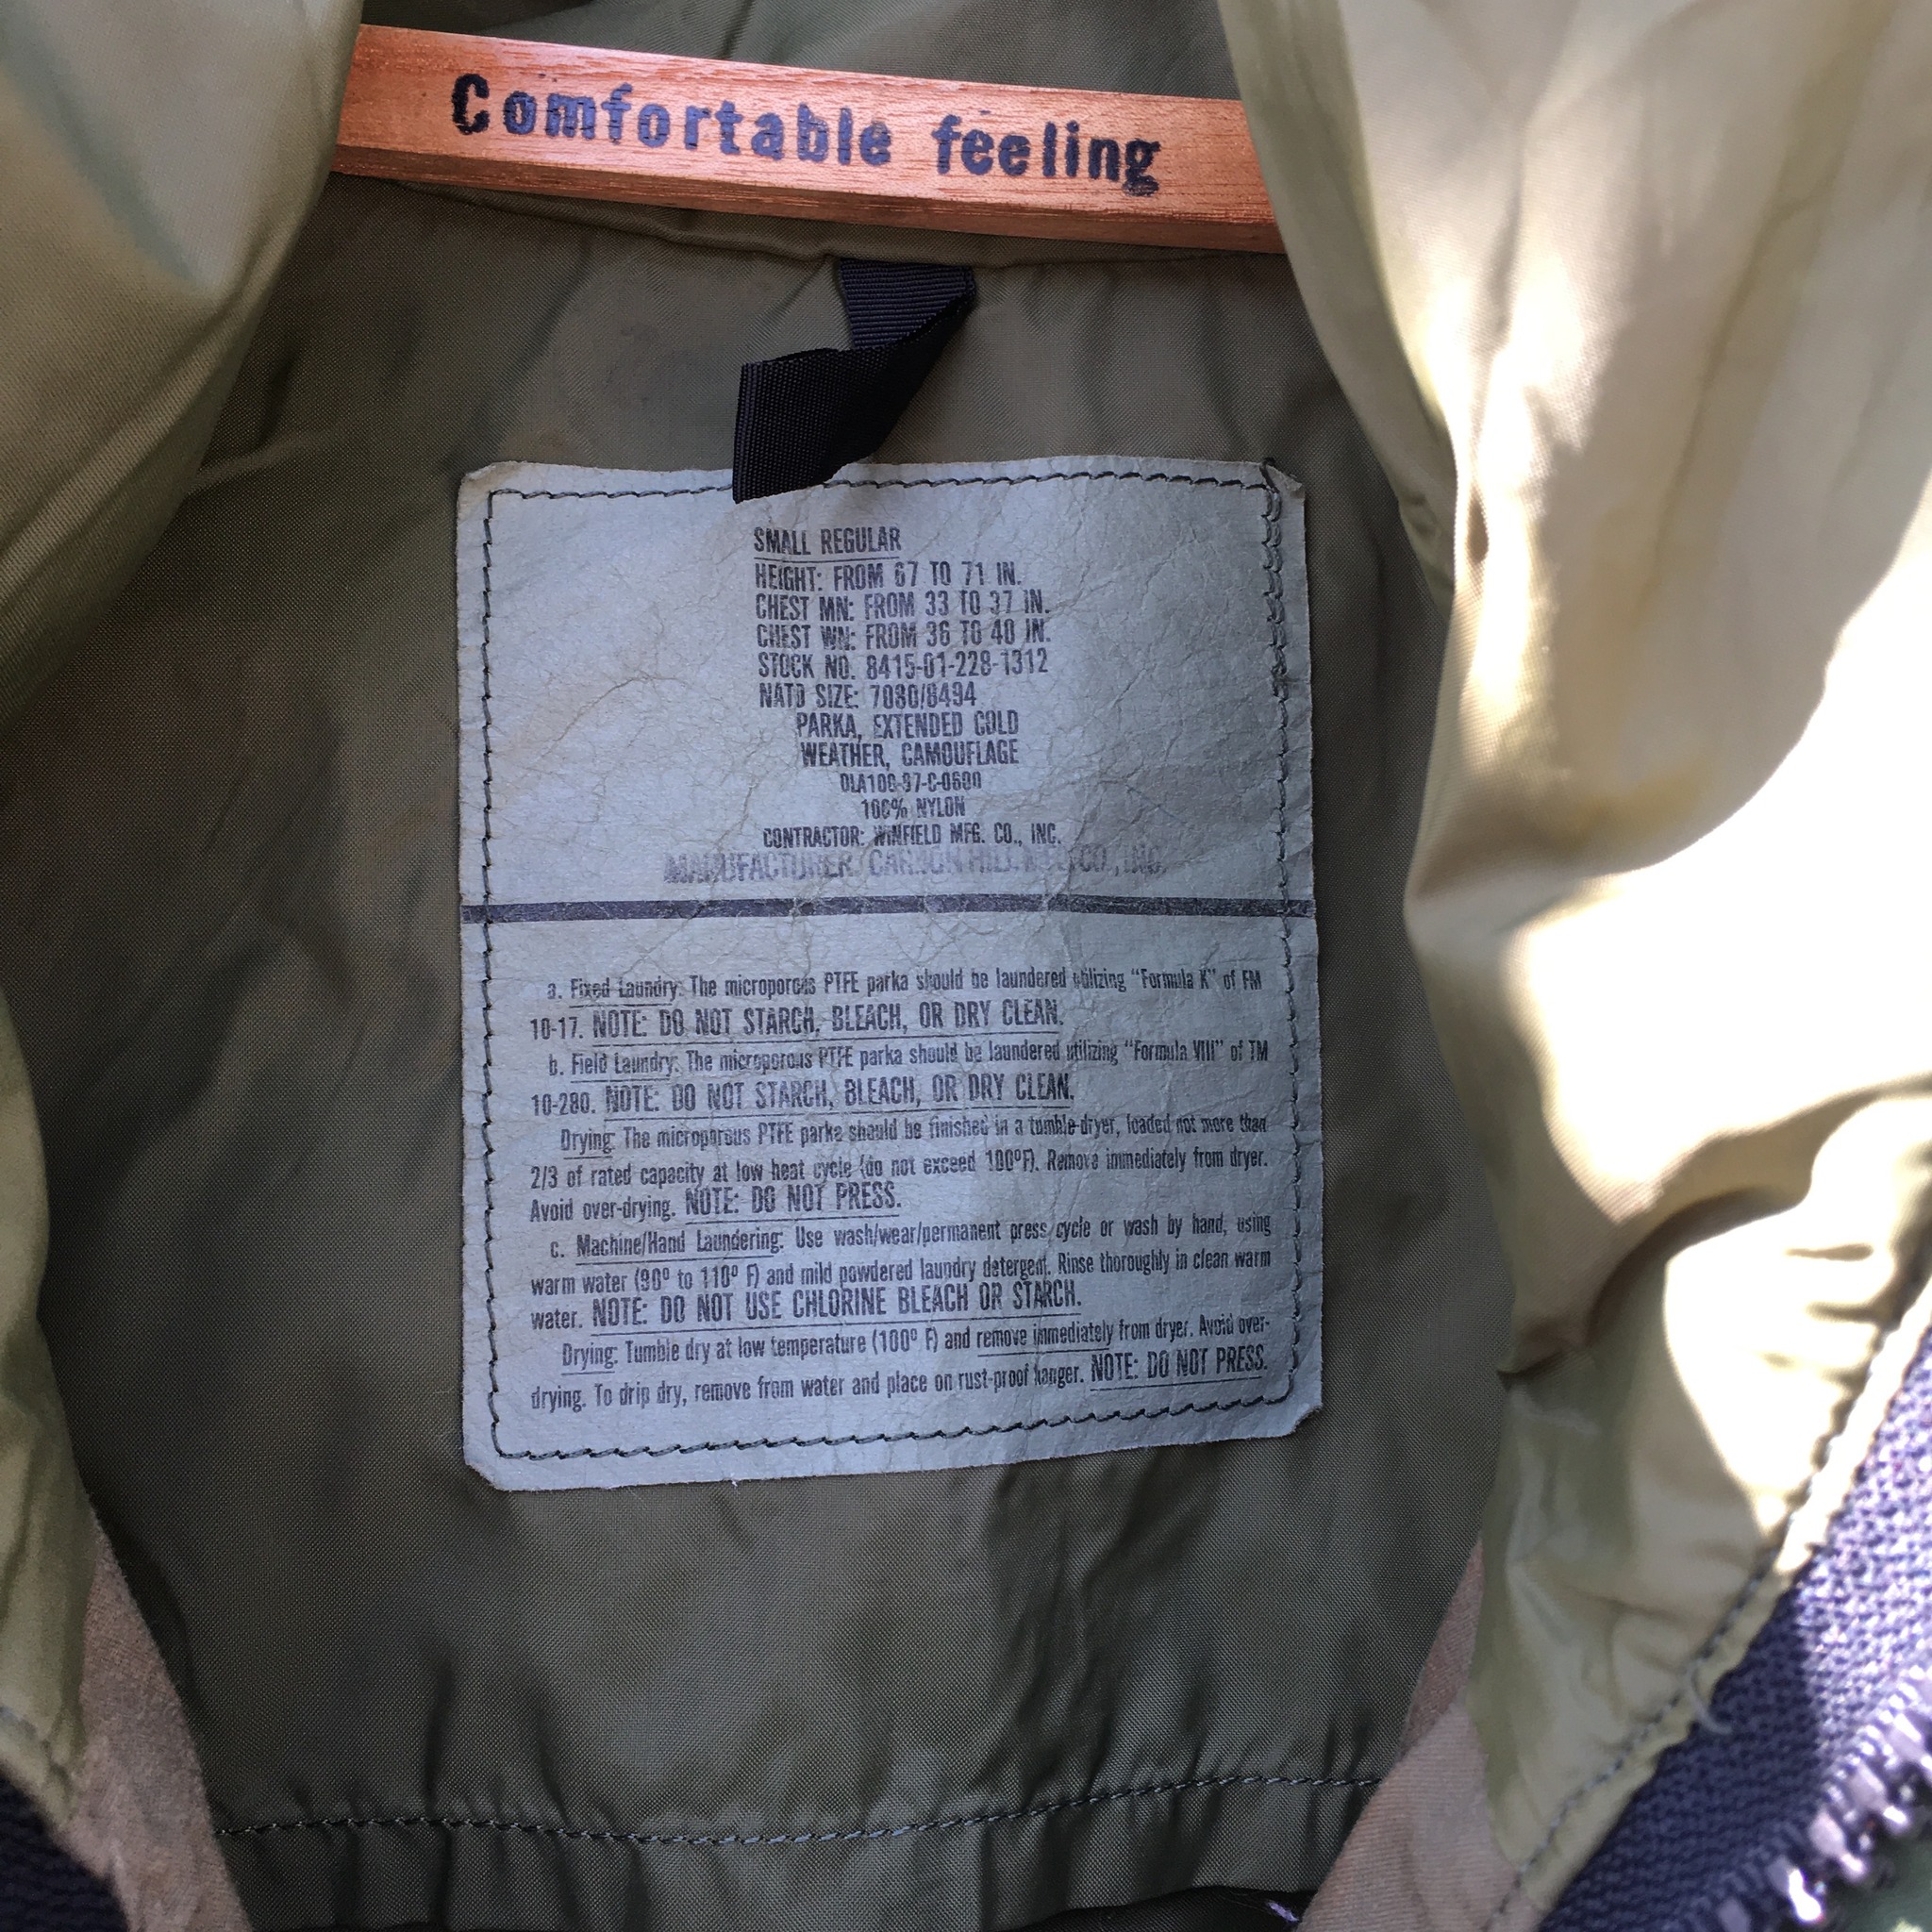 Comfortable feeling
SMALL REGULAR
HEIGHT: FROM 67 TO 71 IN.
CHEST MN: FROM 33 TO 37 IN.
CHEST WN: FROM 36 TO 40 IN.
STOCK NO. 8415-01-228-1312
NATO SIZE: 7080/8494
PARKA, EXTENDED COLD
WEATHER, CAMOUFLAGE
100% NYLON
CONTRACTOR: WINFIELD MFG. CO., INC.
MANUFACTURER: CO., INC.
a. Fixed Laundry: The microporous PTFE parka should be laundered utilizing "Formula K" of FM
10-17. NOTE: DO NOT STARCH, BLEACH, OR DRY CLEAN.
b. Field Laundry: The microporous PTFE parka should be laundered utilizing "Formula VIII" of TM
10-280. NOTE: DO NOT STARCH, BLEACH, OR DRY CLEAN.
Drying: The microporous PTFE parka should be finished in a tumble dryer, loaded not more than
2/3 of rated capacity at low heat cycle (do not exceed 100°F). Remove immediately from dryer.
Avoid over-drying. NOTE: DO NOT PRESS.
c. Machine/Hand Laundering: Use wash/wear/permanent press cycle or wash by hand, using
warm water (90° to 110° F) and mild powdered laundry detergent. Rinse thoroughly in clean warm
water. NOTE: DO NOT USE CHLORINE BLEACH OR STARCH.
Drying: Tumble dry at low temperature (100° F) and remove immediately from dryer. Avoid over-
drying. To drip dry, remove from water and place on rust-proof hanger. NOTE: DO NOT PRESS.